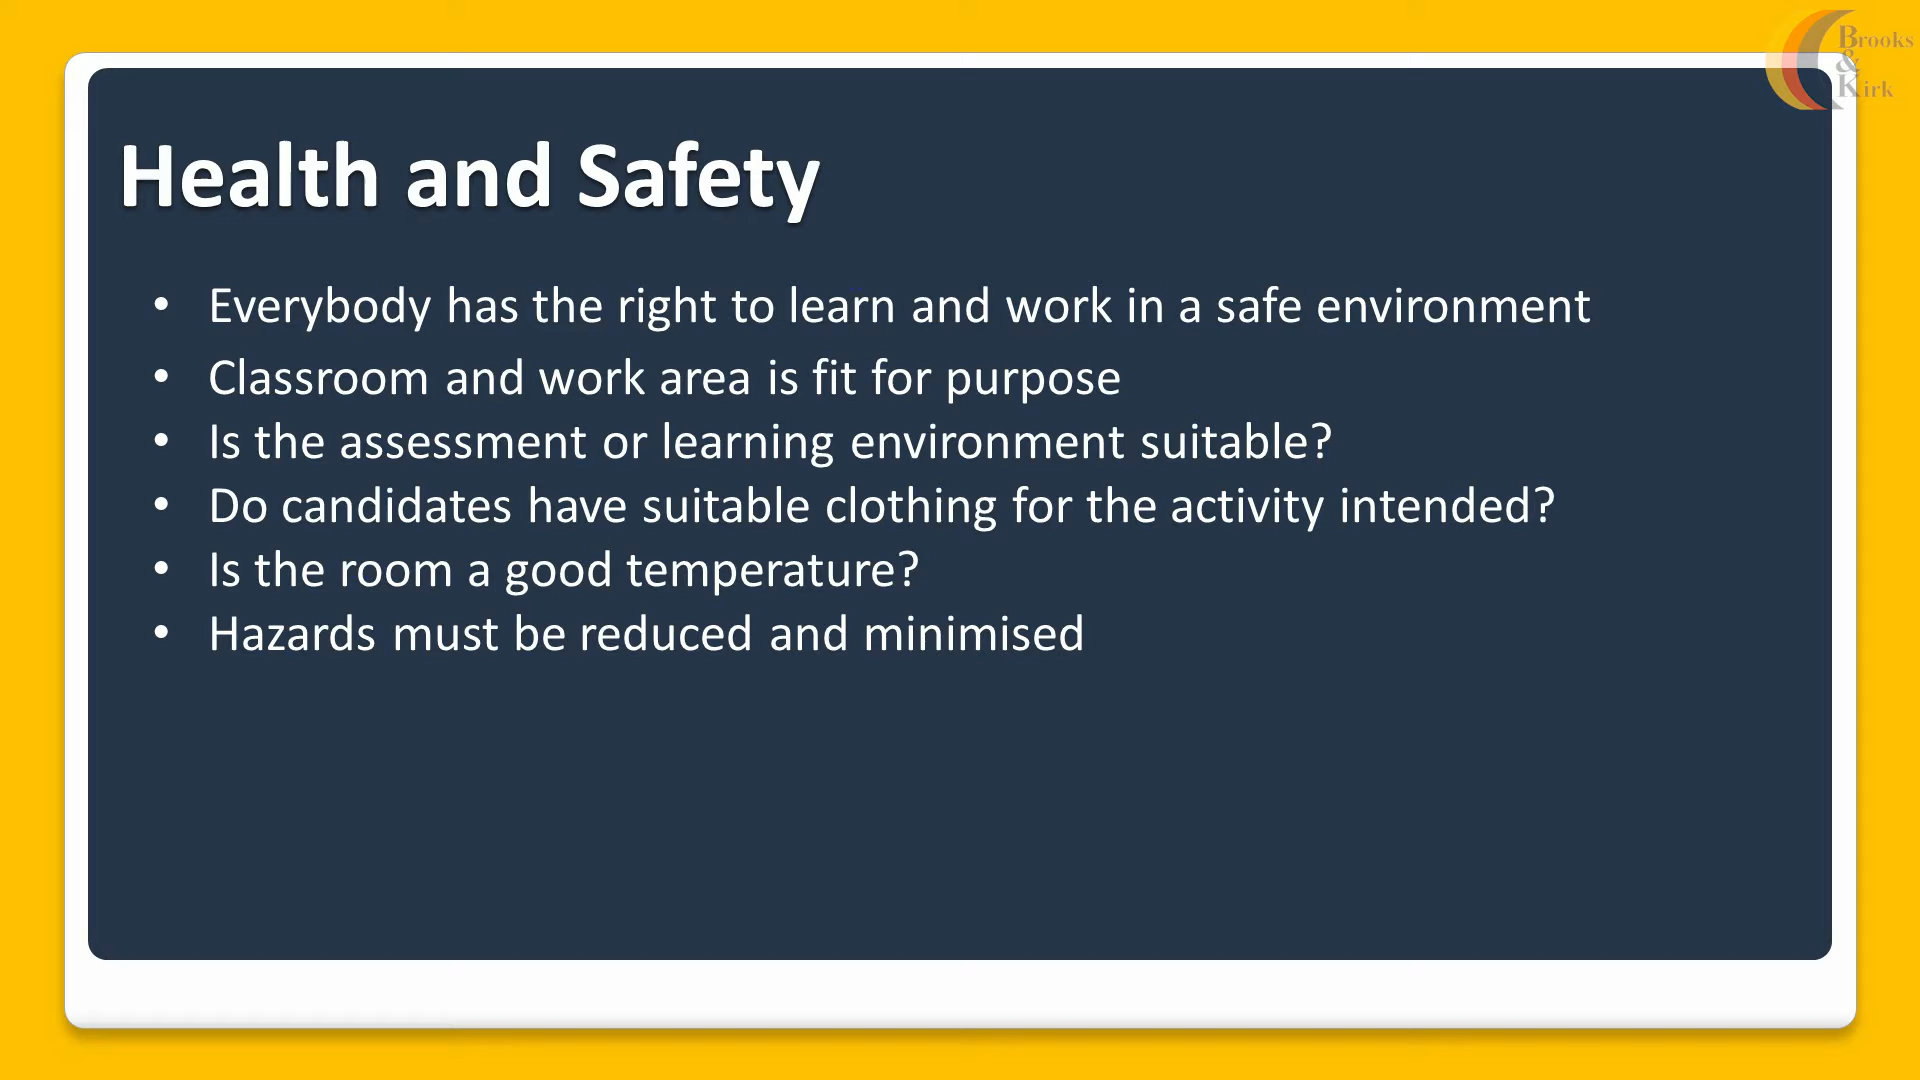 Brooks
&
Kirk
Health and Safety
• Everybody has the right to learn and work in a safe environment
• Classroom and work area is fit for purpose
• Is the assessment or learning environment suitable?
• Do candidates have suitable clothing for the activity intended?
• Is the room a good temperature?
• Hazards must be reduced and minimised